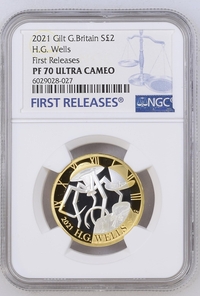 2021 Gilt G.Britain S£2
H.G. Wells
First Releases
PF 70 ULTRA CAMEO
6029028-027
FIRST RELEASES®
NGC
2021 H.G. WELLS